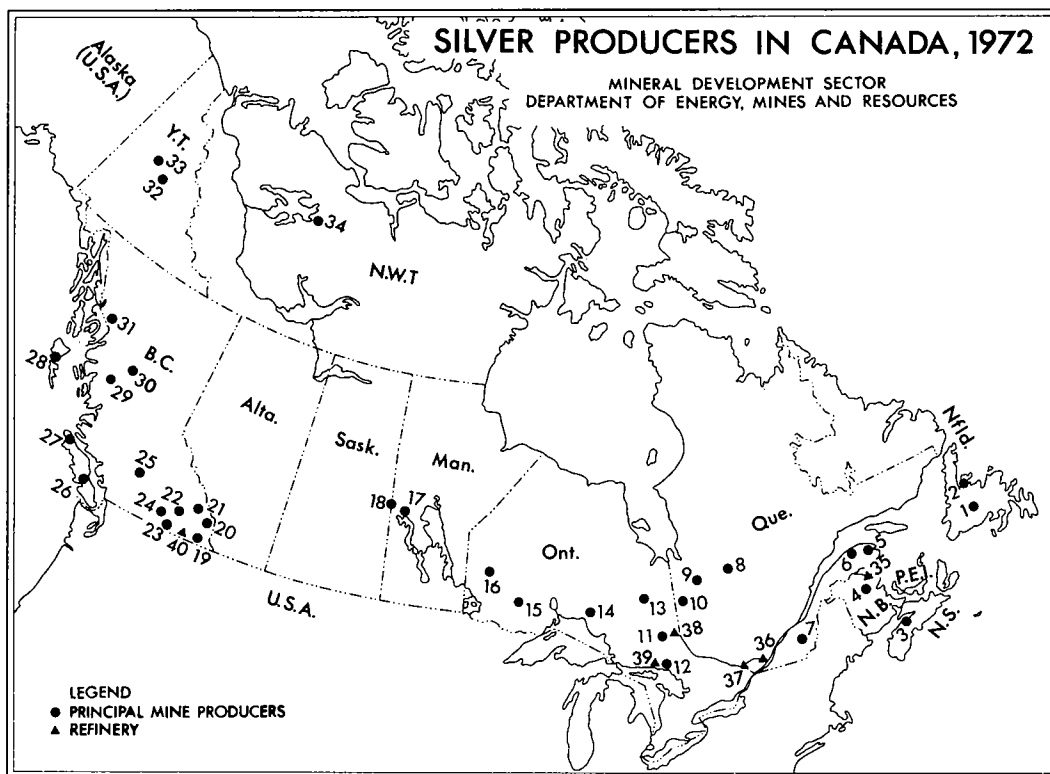 SILVER PRODUCERS IN CANADA, 1972
MINERAL DEVELOPMENT SECTOR
DEPARTMENT OF ENERGY, MINES AND RESOURCES
Alaska
(U.S.A.)
Y.T.
33
32
34
N.W.T
31
28
B.C.
30
29
Alta.
Sask.
Man.
27
25
26
24
22
21
23
40
19
20
18
17
U.S.A.
Ont.
16
15
14
13
9
8
10
11
38
39
12
Que.
36
37
7
Nfld.
2
1
5
6
35
P.E.I.
4
N.B.
3
N.S.
LEGEND
PRINCIPAL MINE PRODUCERS
REFINERY